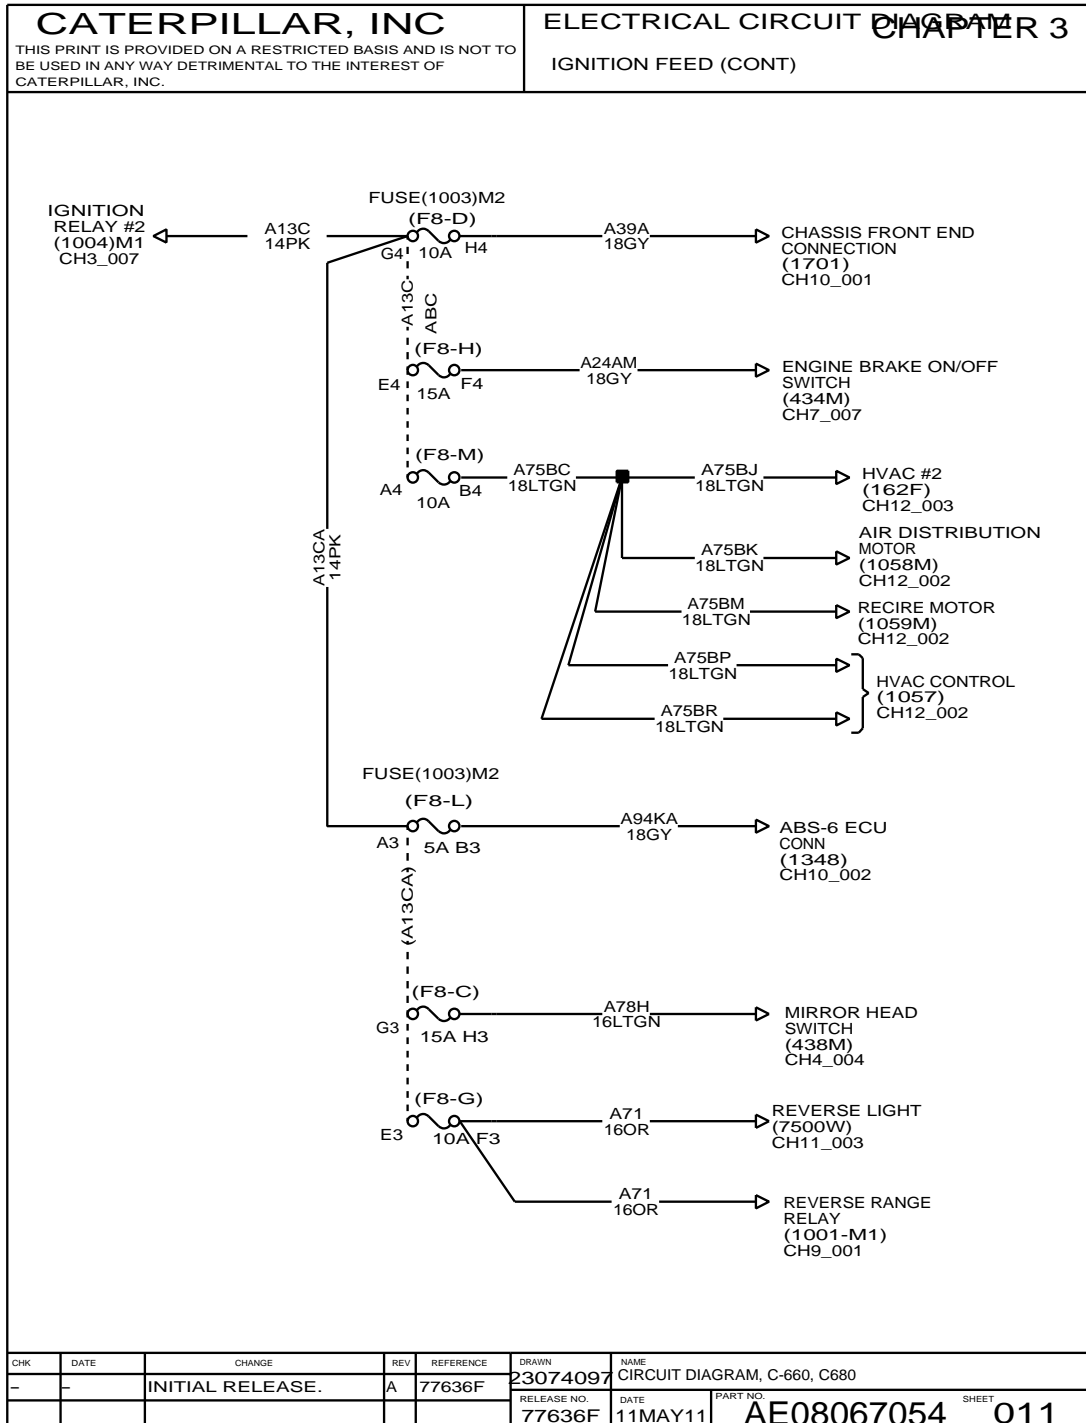 CATERPILLAR, INC
THIS PRINT IS PROVIDED ON A RESTRICTED BASIS AND IS NOT TO
BE USED IN ANY WAY DETRIMENTAL TO THE INTEREST OF
CATERPILLAR, INC.
ELECTRICAL CIRCUIT DIAGRAM
CHAPTER 3
IGNITION FEED (CONT)
IGNITION
RELAY #2
(1004)M1
CH3_007
A13C
14PK
FUSE(1003)M2
(F8-D)
G4
10A
H4
A39A
18GY
CHASSIS FRONT END
CONNECTION
(1701)
CH10_001
A13C
ABC
(F8-H)
E4
15A
F4
A24AM
18GY
ENGINE BRAKE ON/OFF
SWITCH
(434M)
CH7_007
(F8-M)
A4
10A
B4
A75BC
18LTGN
A75BJ
18LTGN
HVAC #2
(162F)
CH12_003
A75BK
18LTGN
AIR DISTRIBUTION
MOTOR
(1058M)
CH12_002
A75BM
18LTGN
RECIRE MOTOR
(1059M)
CH12_002
A75BP
18LTGN
A75BR
18LTGN
HVAC CONTROL
(1057)
CH12_002
A13CA
14PK
FUSE(1003)M2
(F8-L)
A3
5A B3
A94KA
18GY
ABS-6 ECU
CONN
(1348)
CH10_002
(A13CA)
(F8-C)
G3
15A H3
A78H
16LTGN
MIRROR HEAD
SWITCH
(438M)
CH4_004
(F8-G)
E3
10A F3
A71
16OR
REVERSE LIGHT
(7500W)
CH11_003
A71
16OR
REVERSE RANGE
RELAY
(1001-M1)
CH9_001
CHK DATE CHANGE REV REFERENCE
– – INITIAL RELEASE. A 77636F
DRAWN
23074097
NAME
CIRCUIT DIAGRAM, C-660, C680
RELEASE NO.
77636F
DATE
11MAY11
PART NO.
AE08067054
SHEET
011